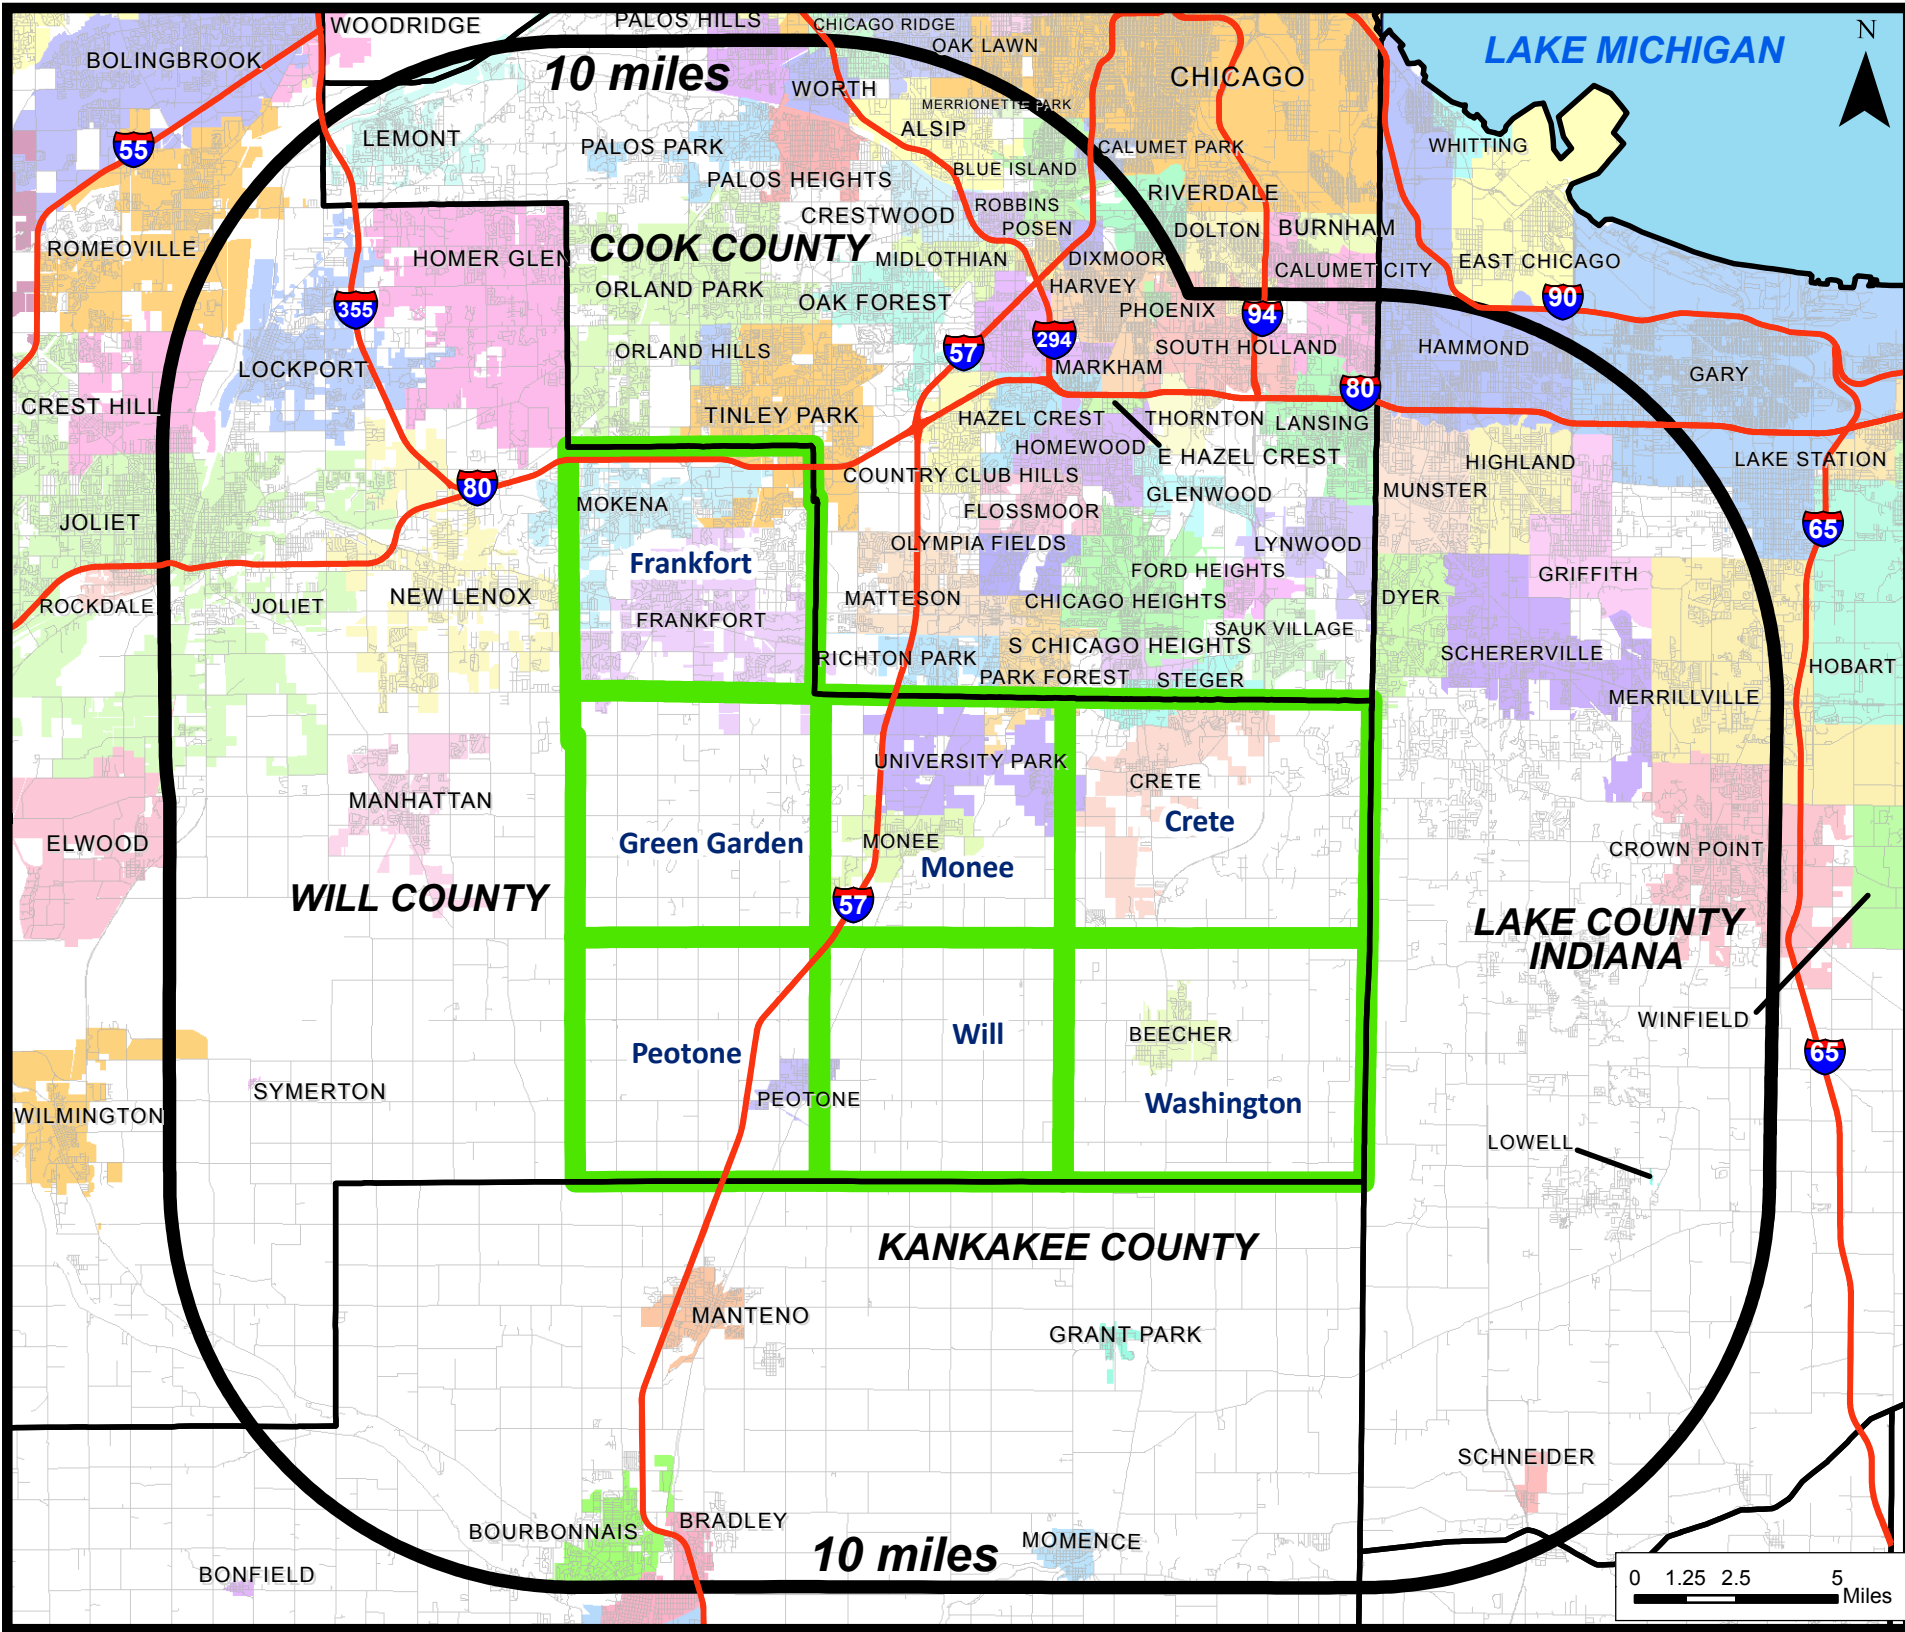 WOODRIDGE
PALOS HILLS
CHICAGO RIDGE
N
BOLINGBROOK
OAK LAWN
LAKE MICHIGAN
10 miles
WORTH
CHICAGO
MERRIONETTE PARK
LEMONT
ALSIP
55
PALOS PARK
CALUMET PARK
WHITTING
BLUE ISLAND
PALOS HEIGHTS
RIVERDALE
ROBBINS
CRESTWOOD
POSEN
DOLTON
BURNHAM
ROMEOVILLE
HOMER GLEN
COOK COUNTY
MIDLOTHIAN
DIXMOOR
CALUMET CITY
EAST CHICAGO
ORLAND PARK
OAK FOREST
HARVEY
90
355
PHOENIX
94
294
57
ORLAND HILLS
SOUTH HOLLAND
HAMMOND
LOCKPORT
MARKHAM
GARY
80
CREST HILL
TINLEY PARK
HAZEL CREST
THORNTON
LANSING
HOMEWOOD
E HAZEL CREST
LAKE STATION
HIGHLAND
COUNTRY CLUB HILLS
80
MUNSTER
GLENWOOD
MOKENA
FLOSSMOOR
JOLIET
65
OLYMPIA FIELDS
LYNWOOD
Frankfort
FORD HEIGHTS
GRIFFITH
NEW LENOX
MATTESON
CHICAGO HEIGHTS
DYER
ROCKDALE
JOLIET
FRANKFORT
SAUK VILLAGE
S CHICAGO HEIGHTS
SCHERERVILLE
RICHTON PARK
HOBART
PARK FOREST
STEGER
MERRILLVILLE
UNIVERSITY PARK
CRETE
MANHATTAN
Crete
ELWOOD
Green Garden
MONEE
CROWN POINT
Monee
WILL COUNTY
57
LAKE COUNTY
INDIANA
WINFIELD
Will
BEECHER
Peotone
65
SYMERTON
PEOTONE
Washington
WILMINGTON
LOWELL
KANKAKEE COUNTY
MANTENO
GRANT PARK
SCHNEIDER
BRADLEY
BOURBONNAIS
MOMENCE
10 miles
BONFIELD
0 1.25 2.5 5
Miles